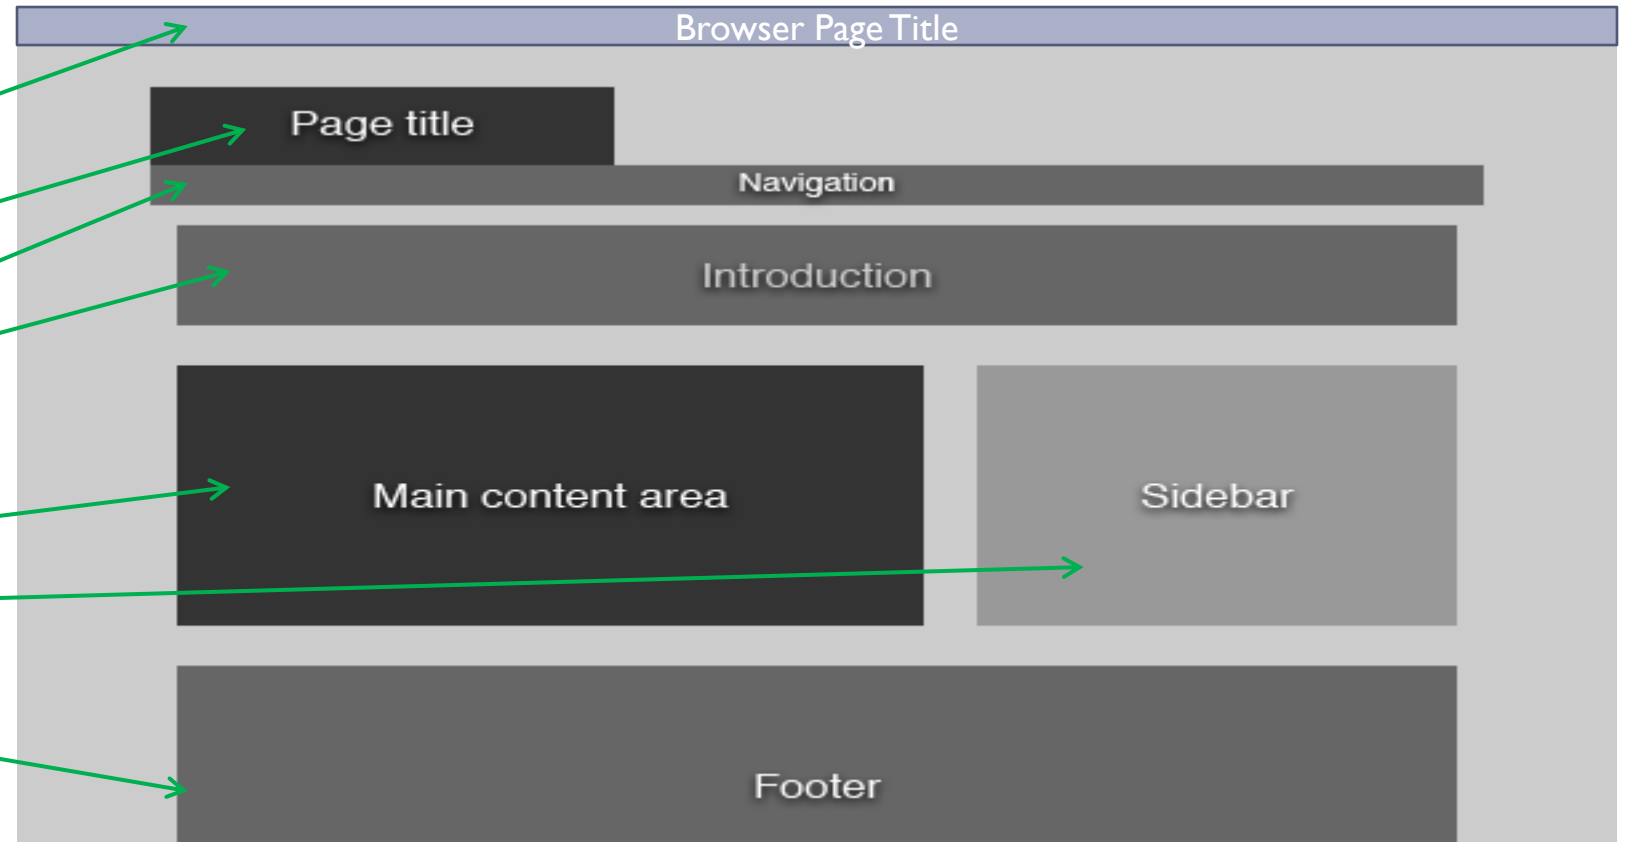 Browser Page Title
Page title
Navigation
Introduction
Main content area
Sidebar
Footer